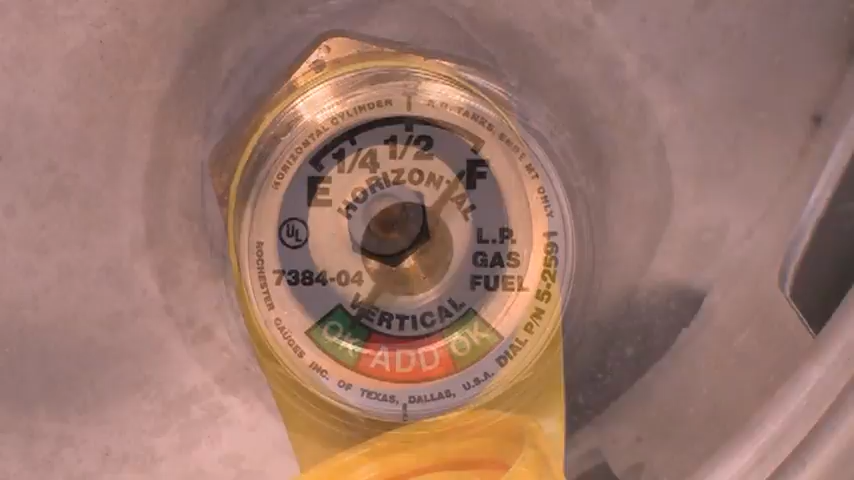 HORIZONTAL CYLINDER
A.D. TANKS, ENDS MT ONLY
E 1/4 1/2 F
HORIZONTAL
UL
L.P.
GAS
FUEL
7384-04
VERTICAL
OK ADD OK
ROCHESTER GAUGES INC. OF TEXAS, DALLAS, U.S.A. DIAL P/N 5-2591